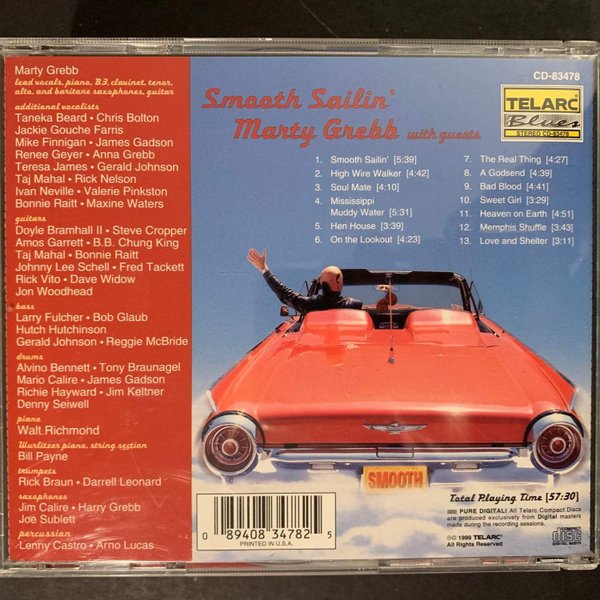 Marty Grebb
lead vocals, piano, B3, clavinet, tenor,
alto, and baritone saxophones, guitar
additional vocalists
Taneka Beard • Chris Bolton
Jackie Gouche Farris
Mike Finnigan • James Gadson
Renee Geyer • Anna Grebb
Teresa James • Gerald Johnson
Taj Mahal • Rick Nelson
Ivan Neville • Valerie Pinkston
Bonnie Raitt • Maxine Waters
guitars
Doyle Bramhall II • Steve Cropper
Amos Garrett • B.B. Chung King
Taj Mahal • Bonnie Raitt
Johnny Lee Schell • Fred Tackett
Rick Vito • Dave Widow
Jon Woodhead
bass
Larry Fulcher • Bob Glaub
Hutch Hutchinson
Gerald Johnson • Reggie McBride
drums
Alvino Bennett • Tony Braunagel
Mario Calire • James Gadson
Richie Hayward • Jim Keltner
Denny Seiwell
piano
Walt Richmond
Wurlitzer piano, string section
Bill Payne
trumpets
Rick Braun • Darrell Leonard
saxophones
Jim Calire • Harry Grebb
Joe Sublett
percussion
Lenny Castro • Arno Lucas
CD-83478
TELARC
Blues
STEREO CD-83478
Smooth Sailin'
Marty Grebb with guests
1. Smooth Sailin' [5:39]
2. High Wire Walker [4:42]
3. Soul Mate [4:10]
4. Mississippi
Muddy Water [5:31]
5. Hen House [5:39]
6. On the Lookout [4:23]
7. The Real Thing [4:27]
8. A Godsend [4:39]
9. Bad Blood [4:41]
10. Sweet Girl [3:29]
11. Heaven on Earth [4:51]
12. Memphis Shuffle [4:43]
13. Love and Shelter [3:11]
SMOOTH
0 89408 34782 5
PRINTED IN U.S.A.
Total Playing Time [57:30]
PURE DIGITAL! All Telarc Compact Discs
are produced exclusively from Digital masters
made during the recording sessions.
℗© 1999 TELARC
All Rights Reserved
COMPACT
disc
DIGITAL AUDIO